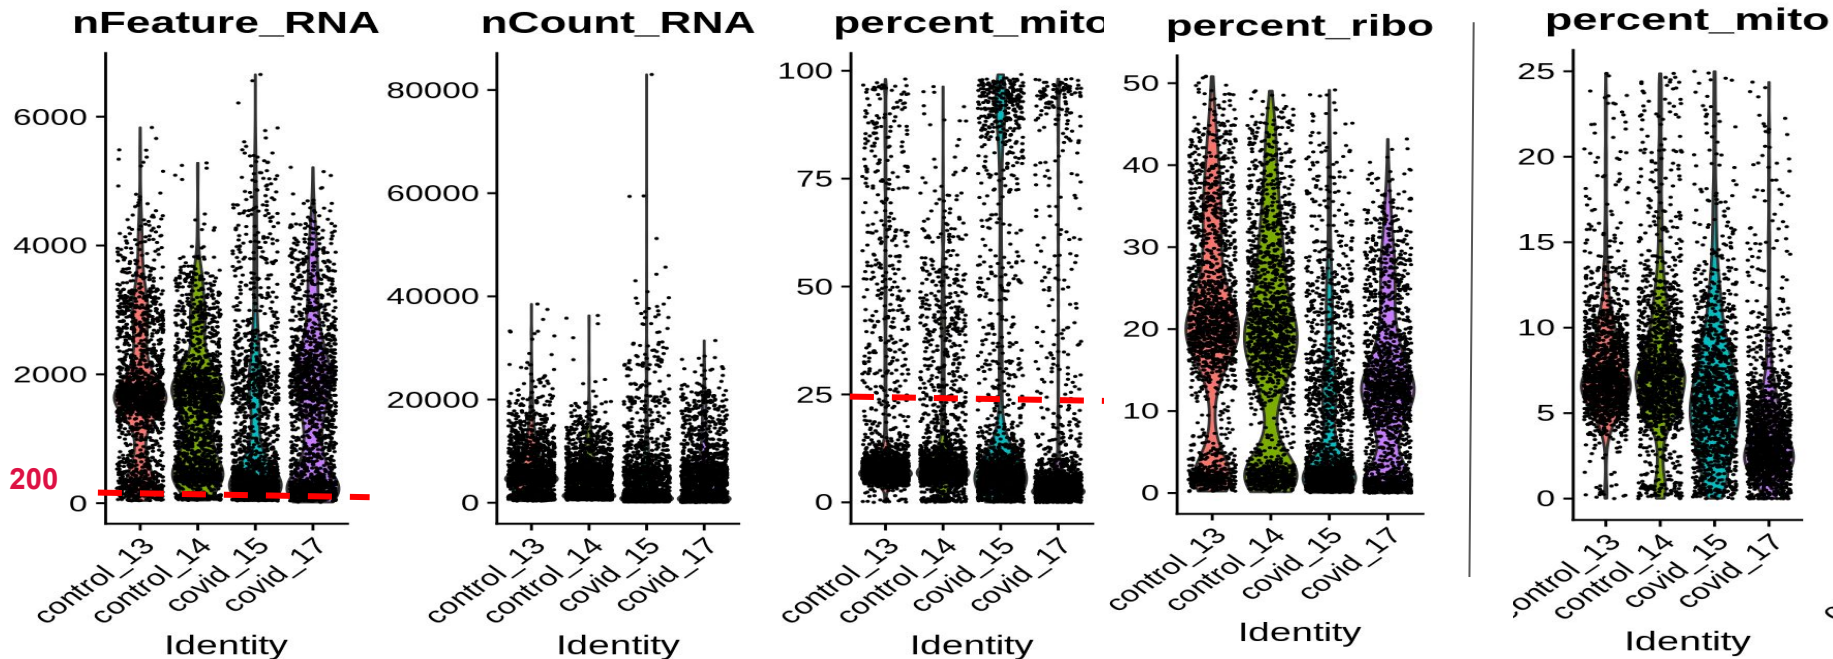 nFeature_RNA
6000
4000
2000
200
0
control_13
control_14
covid_15
covid_17
Identity
nCount_RNA
80000
60000
40000
20000
0
control_13
control_14
covid_15
covid_17
Identity
percent_mito
100
75
50
25
0
control_13
control_14
covid_15
covid_17
Identity
percent_ribo
50
40
30
20
10
0
control_13
control_14
covid_15
covid_17
Identity
percent_mito
25
20
15
10
5
0
ontrol_13
control_14
covid_15
covid_17
Identity